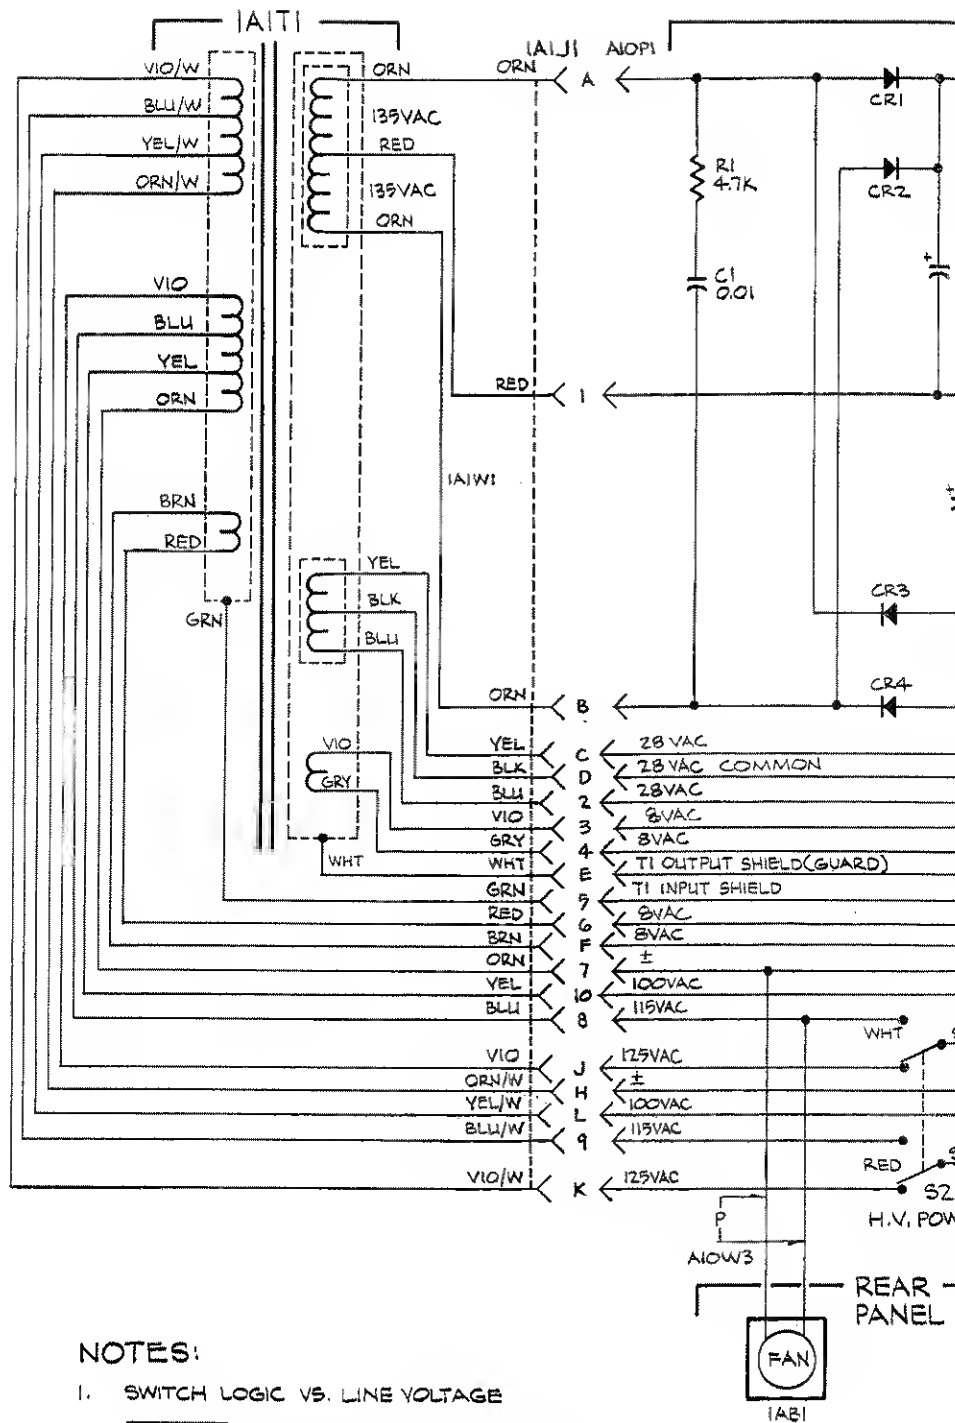 1A1T1
1A1J1 A10P1
VIO/W ORN ORN A
CR1
BLU/W 135VAC
YEL/W RED
R1
4.7K
CR2
ORN/W 135VAC
ORN
+
C1
0.01
VIO
BLU
YEL
RED 1
ORN
1A1W1
BRN
+
RED
YEL
CR3
BLK
GRN
BLU
CR4
ORN B
VIO YEL C 28 VAC
BLK D 28 VAC COMMON
GRY BLU 2 28VAC
VIO 3 8VAC
GRY 4 8VAC
WHT WHT E T1 OUTPUT SHIELD(GUARD)
GRN 5 T1 INPUT SHIELD
RED 6 8VAC
BRN F 8VAC
ORN 7 ±
YEL 10 100VAC
BLU 8 115VAC
WHT S
VIO J 125VAC
ORN/W H ±
YEL/W L 100VAC
BLU/W 9 115VAC
RED S
VIO/W K 125VAC
S2
P H.V. POW
A10W3
REAR
PANEL
NOTES:
FAN
1. SWITCH LOGIC VS. LINE VOLTAGE
1AB1